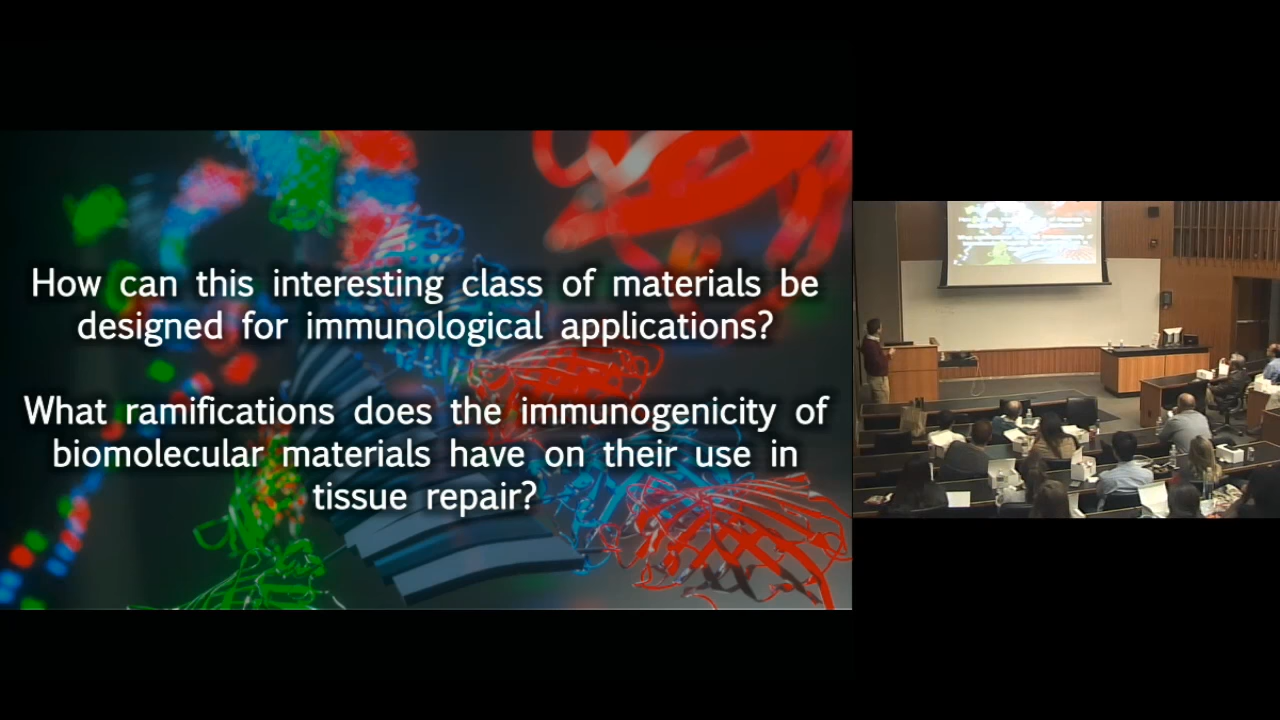 How can this interesting class of materials be
designed for immunological applications?
What ramifications does the immunogenicity of
biomolecular materials have on their use in
tissue repair?